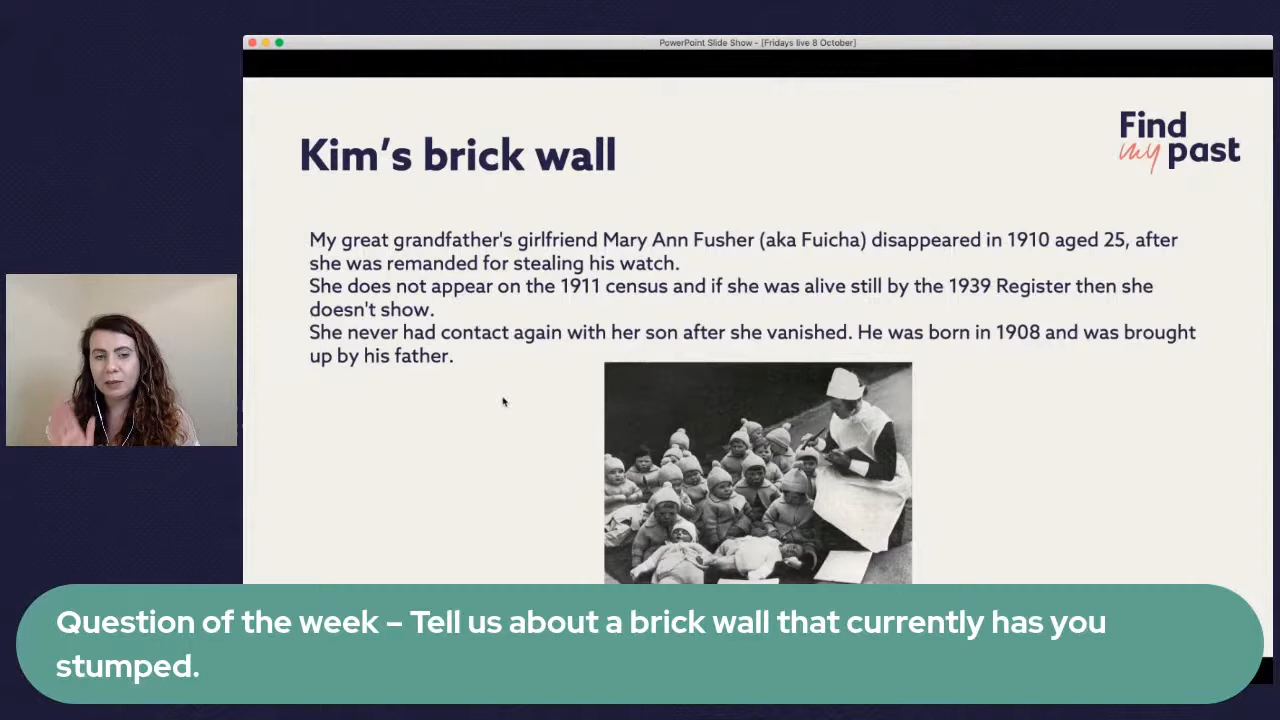 PowerPoint Slide Show - [Fridays live 8 October]
Find
my past
Kim's brick wall
My great grandfather's girlfriend Mary Ann Fusher (aka Fuicha) disappeared in 1910 aged 25, after
she was remanded for stealing his watch.
She does not appear on the 1911 census and if she was alive still by the 1939 Register then she
doesn't show.
She never had contact again with her son after she vanished. He was born in 1908 and was brought
up by his father.
Question of the week – Tell us about a brick wall that currently has you
stumped.